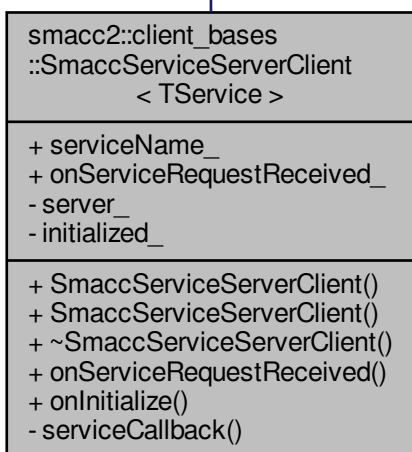 smacc2::client_bases
::SmaccServiceServerClient
< TService >
+ serviceName_
+ onServiceRequestReceived_
- server_
- initialized_
+ SmaccServiceServerClient()
+ SmaccServiceServerClient()
+ ~SmaccServiceServerClient()
+ onServiceRequestReceived()
+ onInitialize()
- serviceCallback()